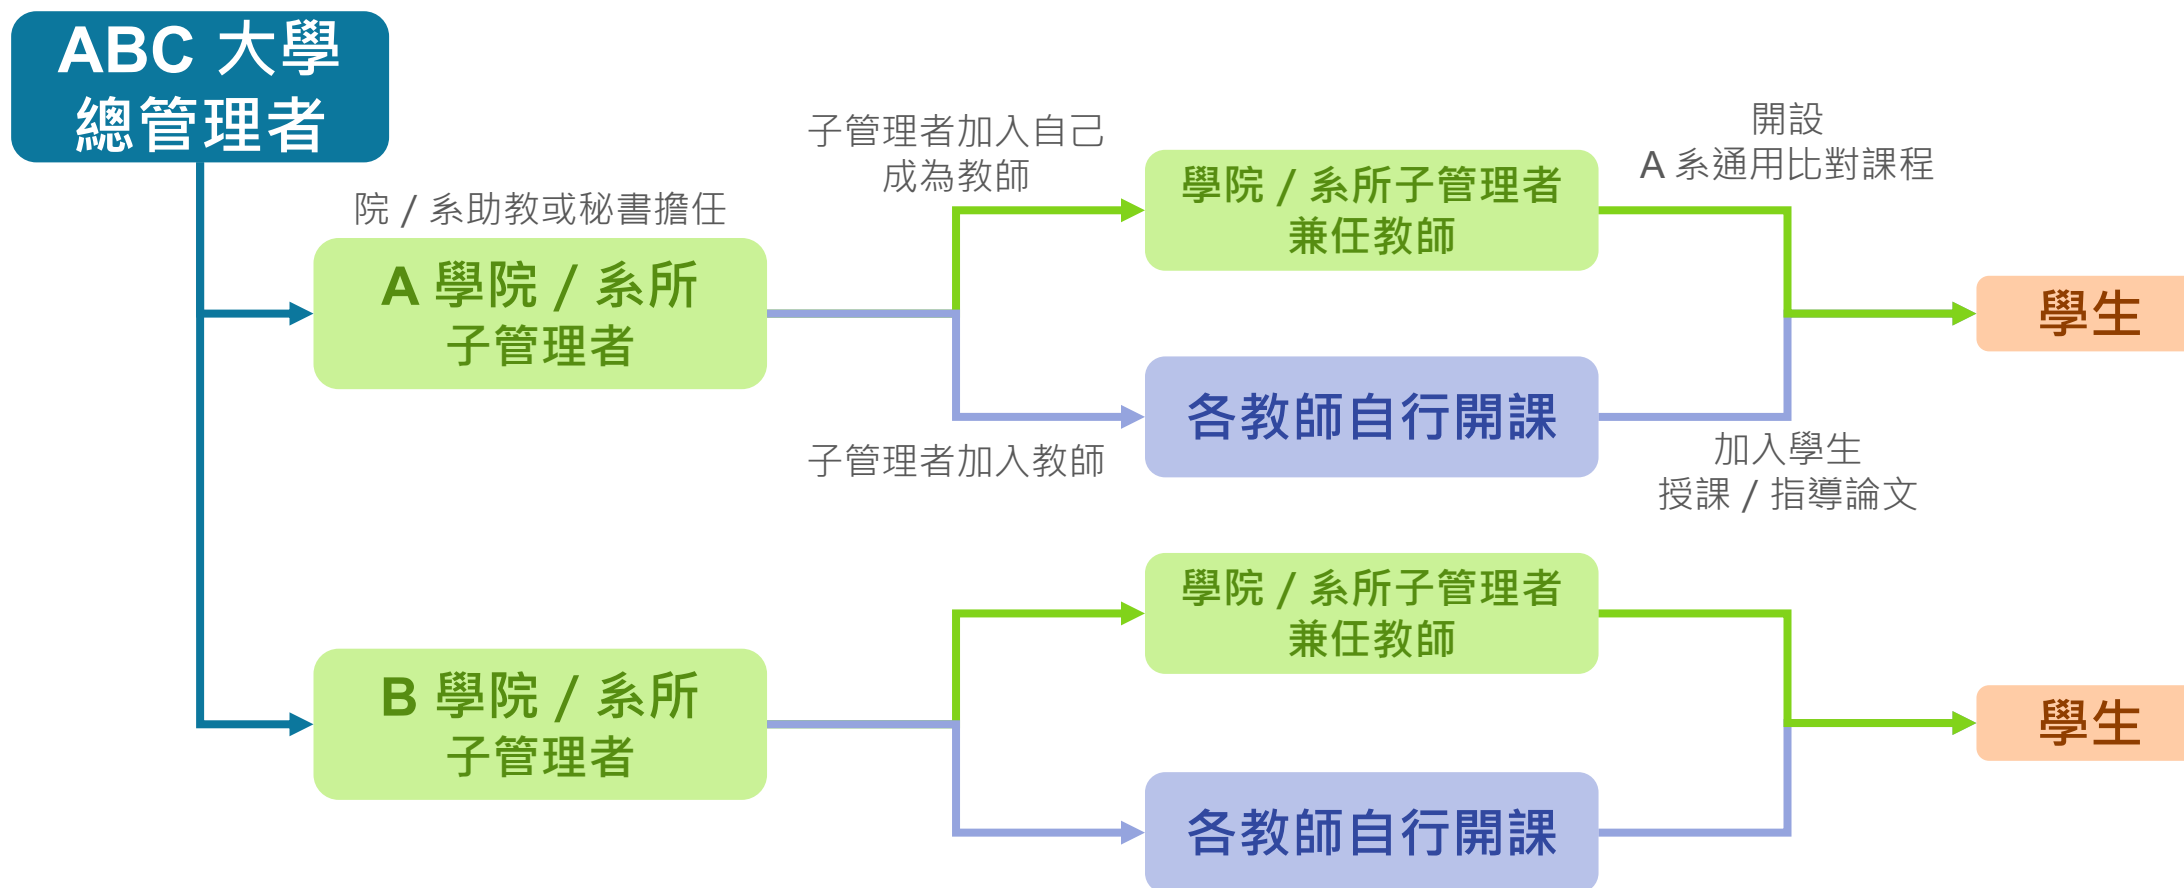 ABC 大學
總管理者
院 / 系助教或秘書擔任
A 學院 / 系所
子管理者
子管理者加入自己
成為教師
學院 / 系所子管理者
兼任教師
開設
A 系通用比對課程
學生
子管理者加入教師
各教師自行開課
加入學生
授課 / 指導論文
B 學院 / 系所
子管理者
學院 / 系所子管理者
兼任教師
各教師自行開課
學生